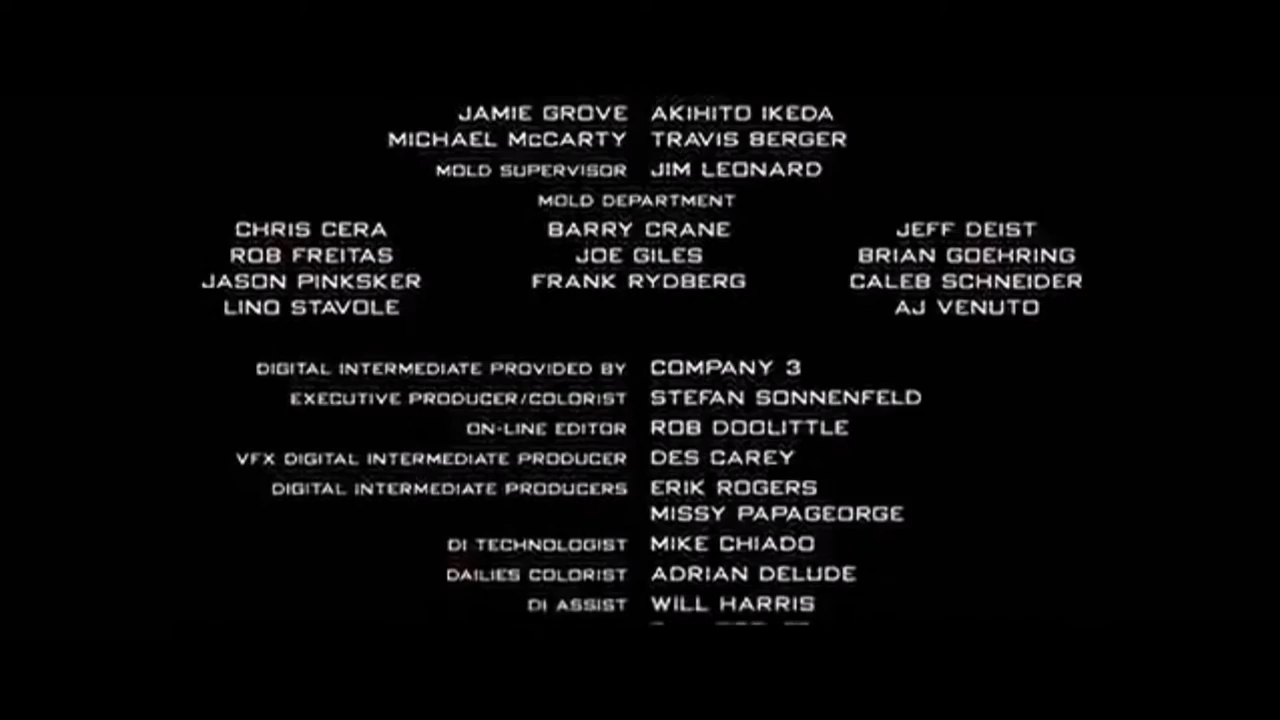 JAMIE GROVE AKIHITO IKEDA
MICHAEL McCARTY TRAVIS BERGER
MOLD SUPERVISOR JIM LEONARD
MOLD DEPARTMENT
CHRIS CERA BARRY CRANE JEFF DEIST
ROB FREITAS JOE GILES BRIAN GOEHRING
JASON PINKSKER FRANK RYDBERG CALEB SCHNEIDER
LINO STAVOLE AJ VENUTO
DIGITAL INTERMEDIATE PROVIDED BY COMPANY 3
EXECUTIVE PRODUCER/COLORIST STEFAN SONNENFELD
ON-LINE EDITOR ROB DOOLITTLE
VFX DIGITAL INTERMEDIATE PRODUCER DES CAREY
DIGITAL INTERMEDIATE PRODUCERS ERIK ROGERS
MISSY PAPAGEORGE
DI TECHNOLOGIST MIKE CHIADO
DAILIES COLORIST ADRIAN DELUDE
DI ASSIST WILL HARRIS